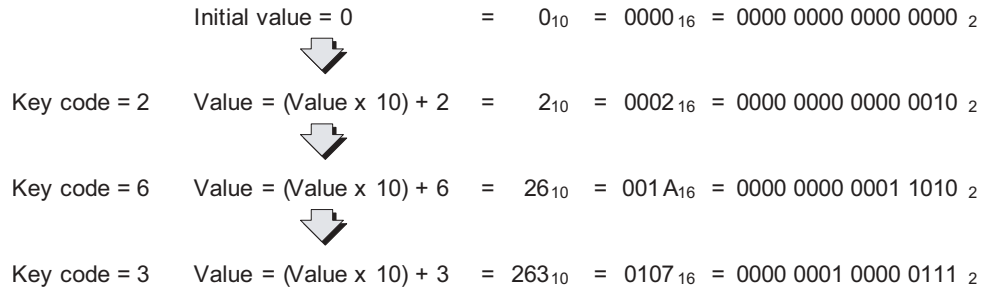 Initial value = 0 = 0₁₀ = 0000₁₆ = 0000 0000 0000 0000 ₂
Key code = 2 Value = (Value x 10) + 2 = 2₁₀ = 0002₁₆ = 0000 0000 0000 0010 ₂
Key code = 6 Value = (Value x 10) + 6 = 26₁₀ = 001A₁₆ = 0000 0000 0001 1010 ₂
Key code = 3 Value = (Value x 10) + 3 = 263₁₀ = 0107₁₆ = 0000 0001 0000 0111 ₂